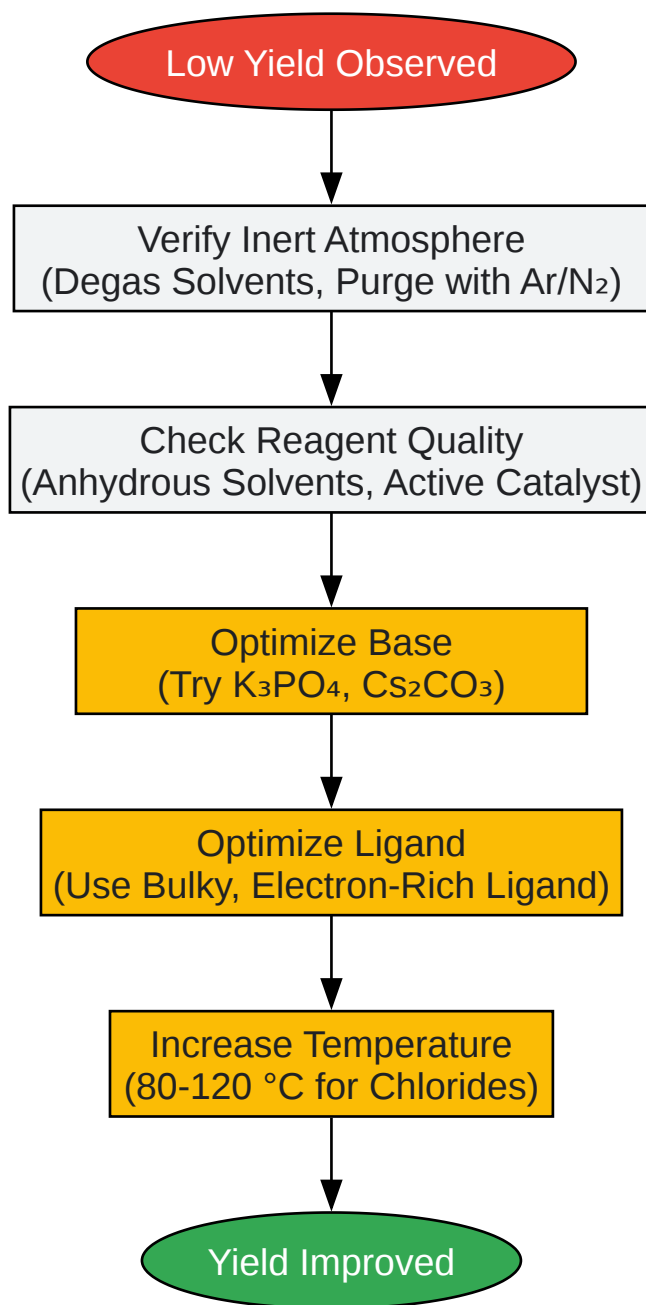 Low Yield Observed
Verify Inert Atmosphere
(Degas Solvents, Purge with Ar/N₂)
Check Reagent Quality
(Anhydrous Solvents, Active Catalyst)
Optimize Base
(Try K₃PO₄, Cs₂CO₃)
Optimize Ligand
(Use Bulky, Electron-Rich Ligand)
Increase Temperature
(80-120 °C for Chlorides)
Yield Improved